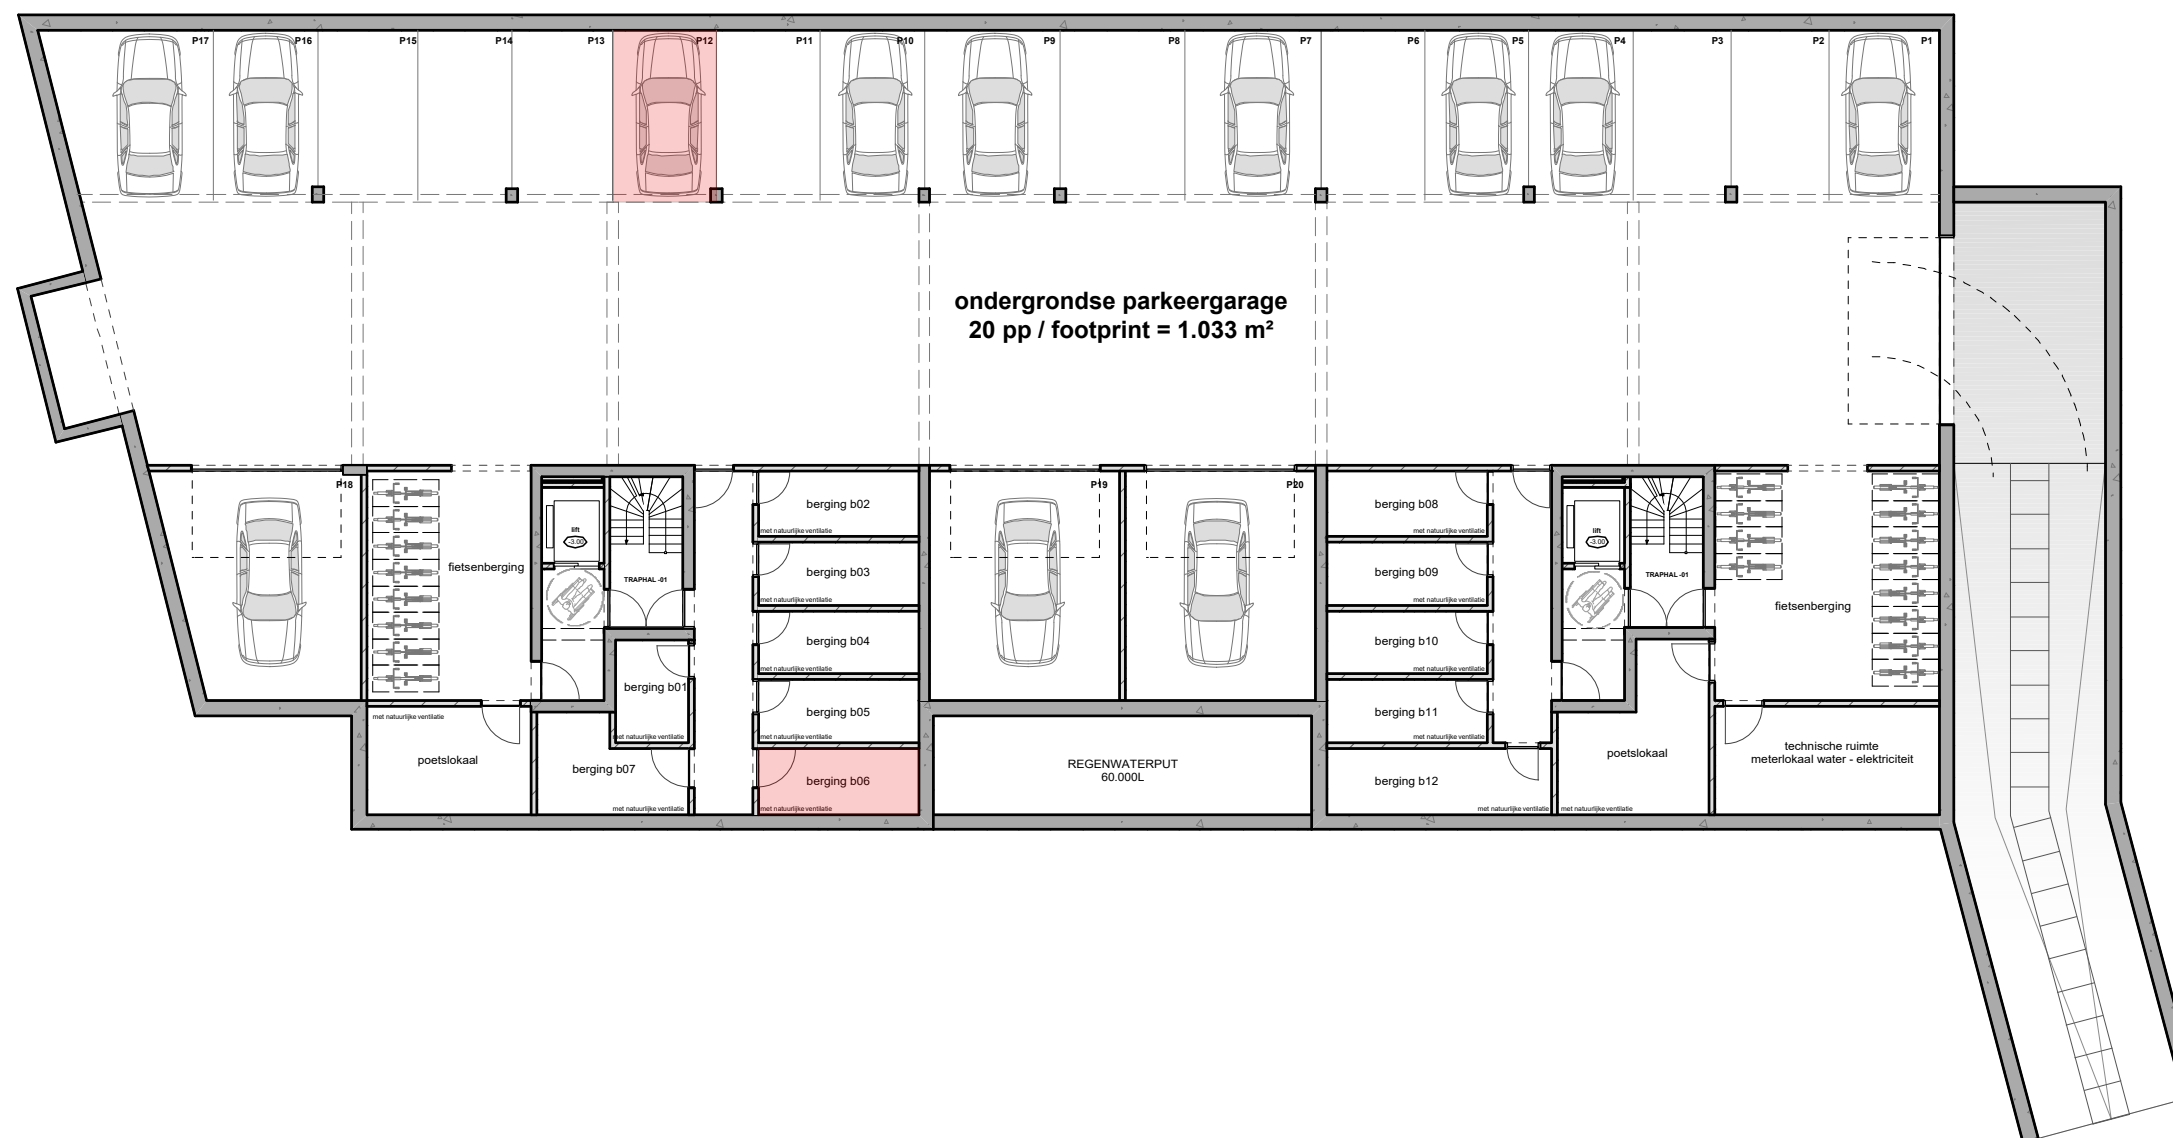 P17 P16 P15 P14 P13 P12 P11 P10 P9 P8 P7 P6 P5 P4 P3 P2 P1
ondergrondse parkeergarage
20 pp / footprint = 1.033 m²
P18
P19
P20
fietsenberging
lift
-3.00
TRAPHAL -01
berging b01
met natuurlijke ventilatie
berging b02
met natuurlijke ventilatie
berging b03
met natuurlijke ventilatie
berging b04
met natuurlijke ventilatie
berging b05
met natuurlijke ventilatie
berging b06
met natuurlijke ventilatie
berging b07
met natuurlijke ventilatie
met natuurlijke ventilatie
poetslokaal
REGENWATERPUT
60.000L
berging b08
met natuurlijke ventilatie
berging b09
met natuurlijke ventilatie
berging b10
met natuurlijke ventilatie
berging b11
met natuurlijke ventilatie
berging b12
met natuurlijke ventilatie
lift
-3.00
TRAPHAL -01
fietsenberging
poetslokaal
met natuurlijke ventilatie
technische ruimte
meterlokaal water - elektriciteit